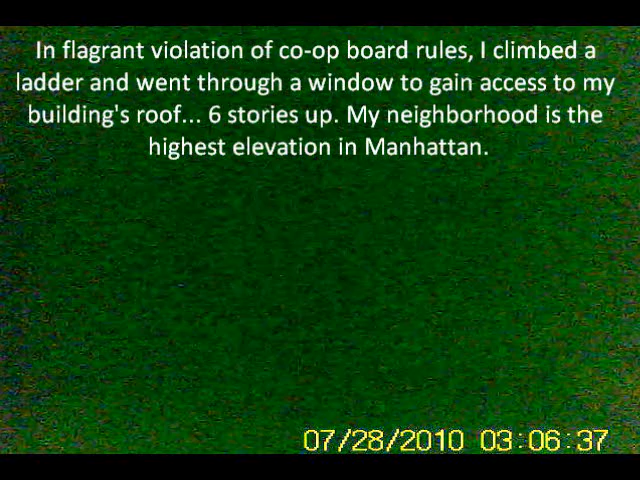 In flagrant violation of co-op board rules, I climbed a
ladder and went through a window to gain access to my
building's roof... 6 stories up. My neighborhood is the
highest elevation in Manhattan.
07/28/2010 03:06:37